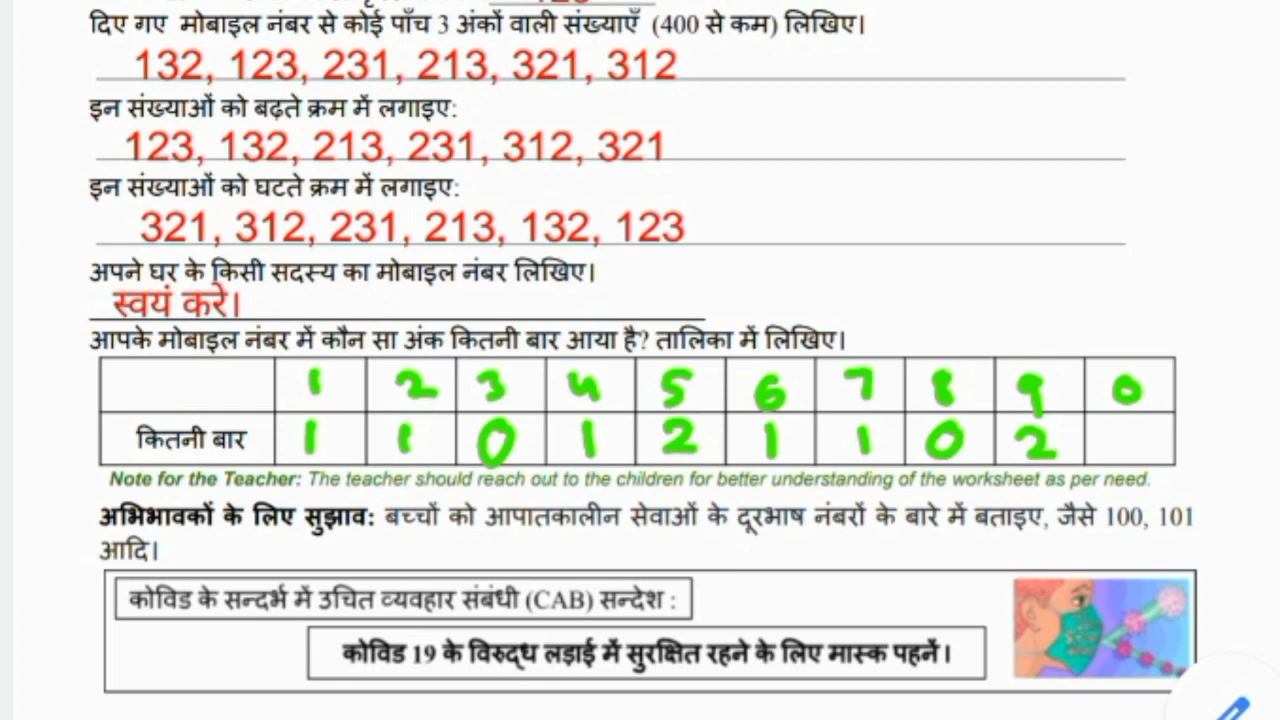 दिए गए मोबाइल नंबर से कोई पाँच 3 अंकों वाली संख्याएँ (400 से कम) लिखिए।
132, 123, 231, 213, 321, 312
इन संख्याओं को बढ़ते क्रम में लगाइए:
123, 132, 213, 231, 312, 321
इन संख्याओं को घटते क्रम में लगाइए:
321, 312, 231, 213, 132, 123
अपने घर के किसी सदस्य का मोबाइल नंबर लिखिए।
स्वयं करे।
आपके मोबाइल नंबर में कौन सा अंक कितनी बार आया है? तालिका में लिखिए।
1 2 3 4 5 6 7 8 9 0
कितनी बार 1 1 0 1 2 1 1 0 2
Note for the Teacher: The teacher should reach out to the children for better understanding of the worksheet as per need.
अभिभावकों के लिए सुझाव: बच्चों को आपातकालीन सेवाओं के दूरभाष नंबरों के बारे में बताइए, जैसे 100, 101
आदि।
कोविड के सन्दर्भ में उचित व्यवहार संबंधी (CAB) सन्देश :
कोविड 19 के विरुद्ध लड़ाई में सुरक्षित रहने के लिए मास्क पहनें।